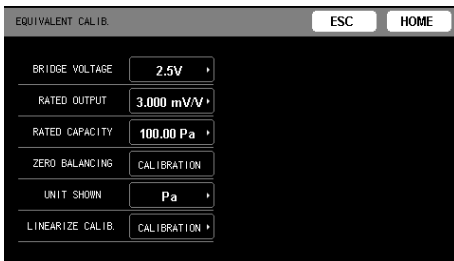 EQUIVALENT CALIB. ESC HOME
BRIDGE VOLTAGE 2.5V
RATED OUTPUT 3.000 mV/V
RATED CAPACITY 100.00 Pa
ZERO BALANCING CALIBRATION
UNIT SHOWN Pa
LINEARIZE CALIB. CALIBRATION